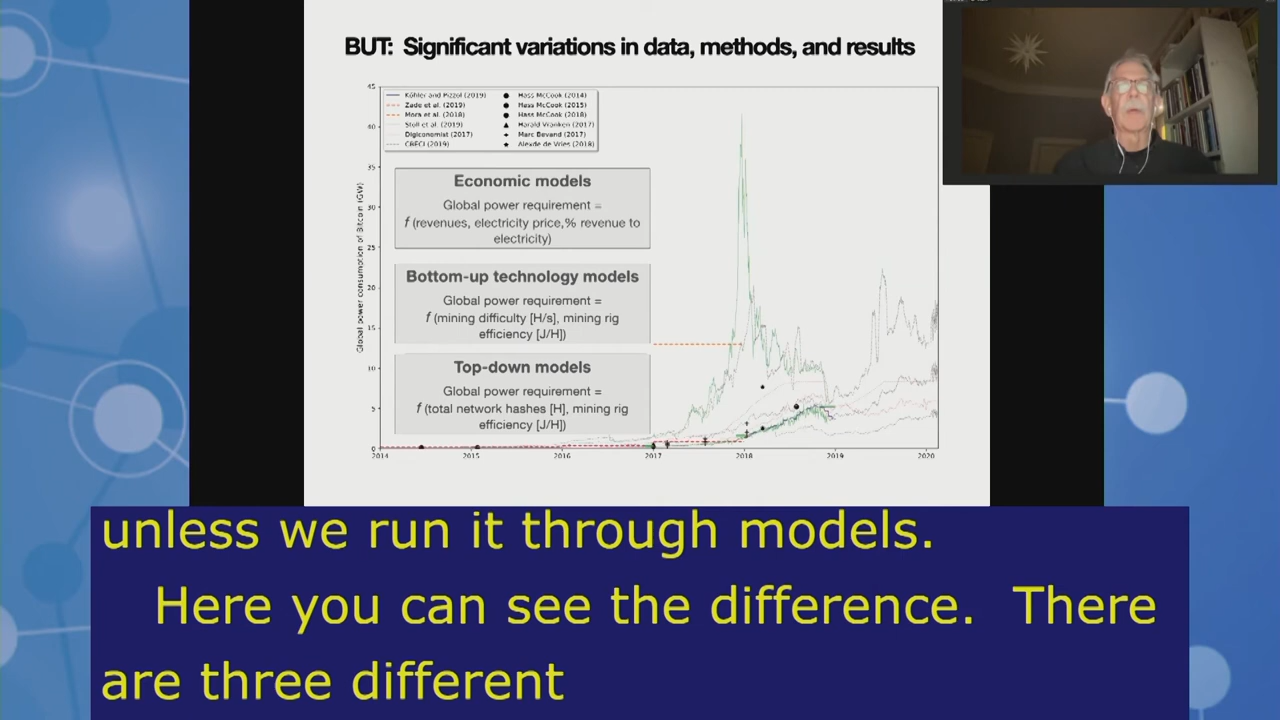 BUT: Significant variations in data, methods, and results
45
40
35
30
25
20
15
10
5
0
Global power consumption of Bitcoin (GW)
Köhler and Pizzol (2019)
Zade et al. (2019)
Mora et al. (2018)
Stoll et al. (2019)
Digiconomist (2017)
CBECI (2019)
Hass McCook (2014)
Hass McCook (2015)
Hass McCook (2018)
Harald Vranken (2017)
Marc Bevand (2017)
Alexde de Vries (2018)
Economic models
Global power requirement =
f (revenues, electricity price,% revenue to
electricity)
Bottom-up technology models
Global power requirement =
f (mining difficulty [H/s], mining rig
efficiency [J/H])
Top-down models
Global power requirement =
f (total network hashes [H], mining rig
efficiency [J/H])
2014 2015 2016 2017 2018 2019 2020
unless we run it through models.
Here you can see the difference. There
are three different